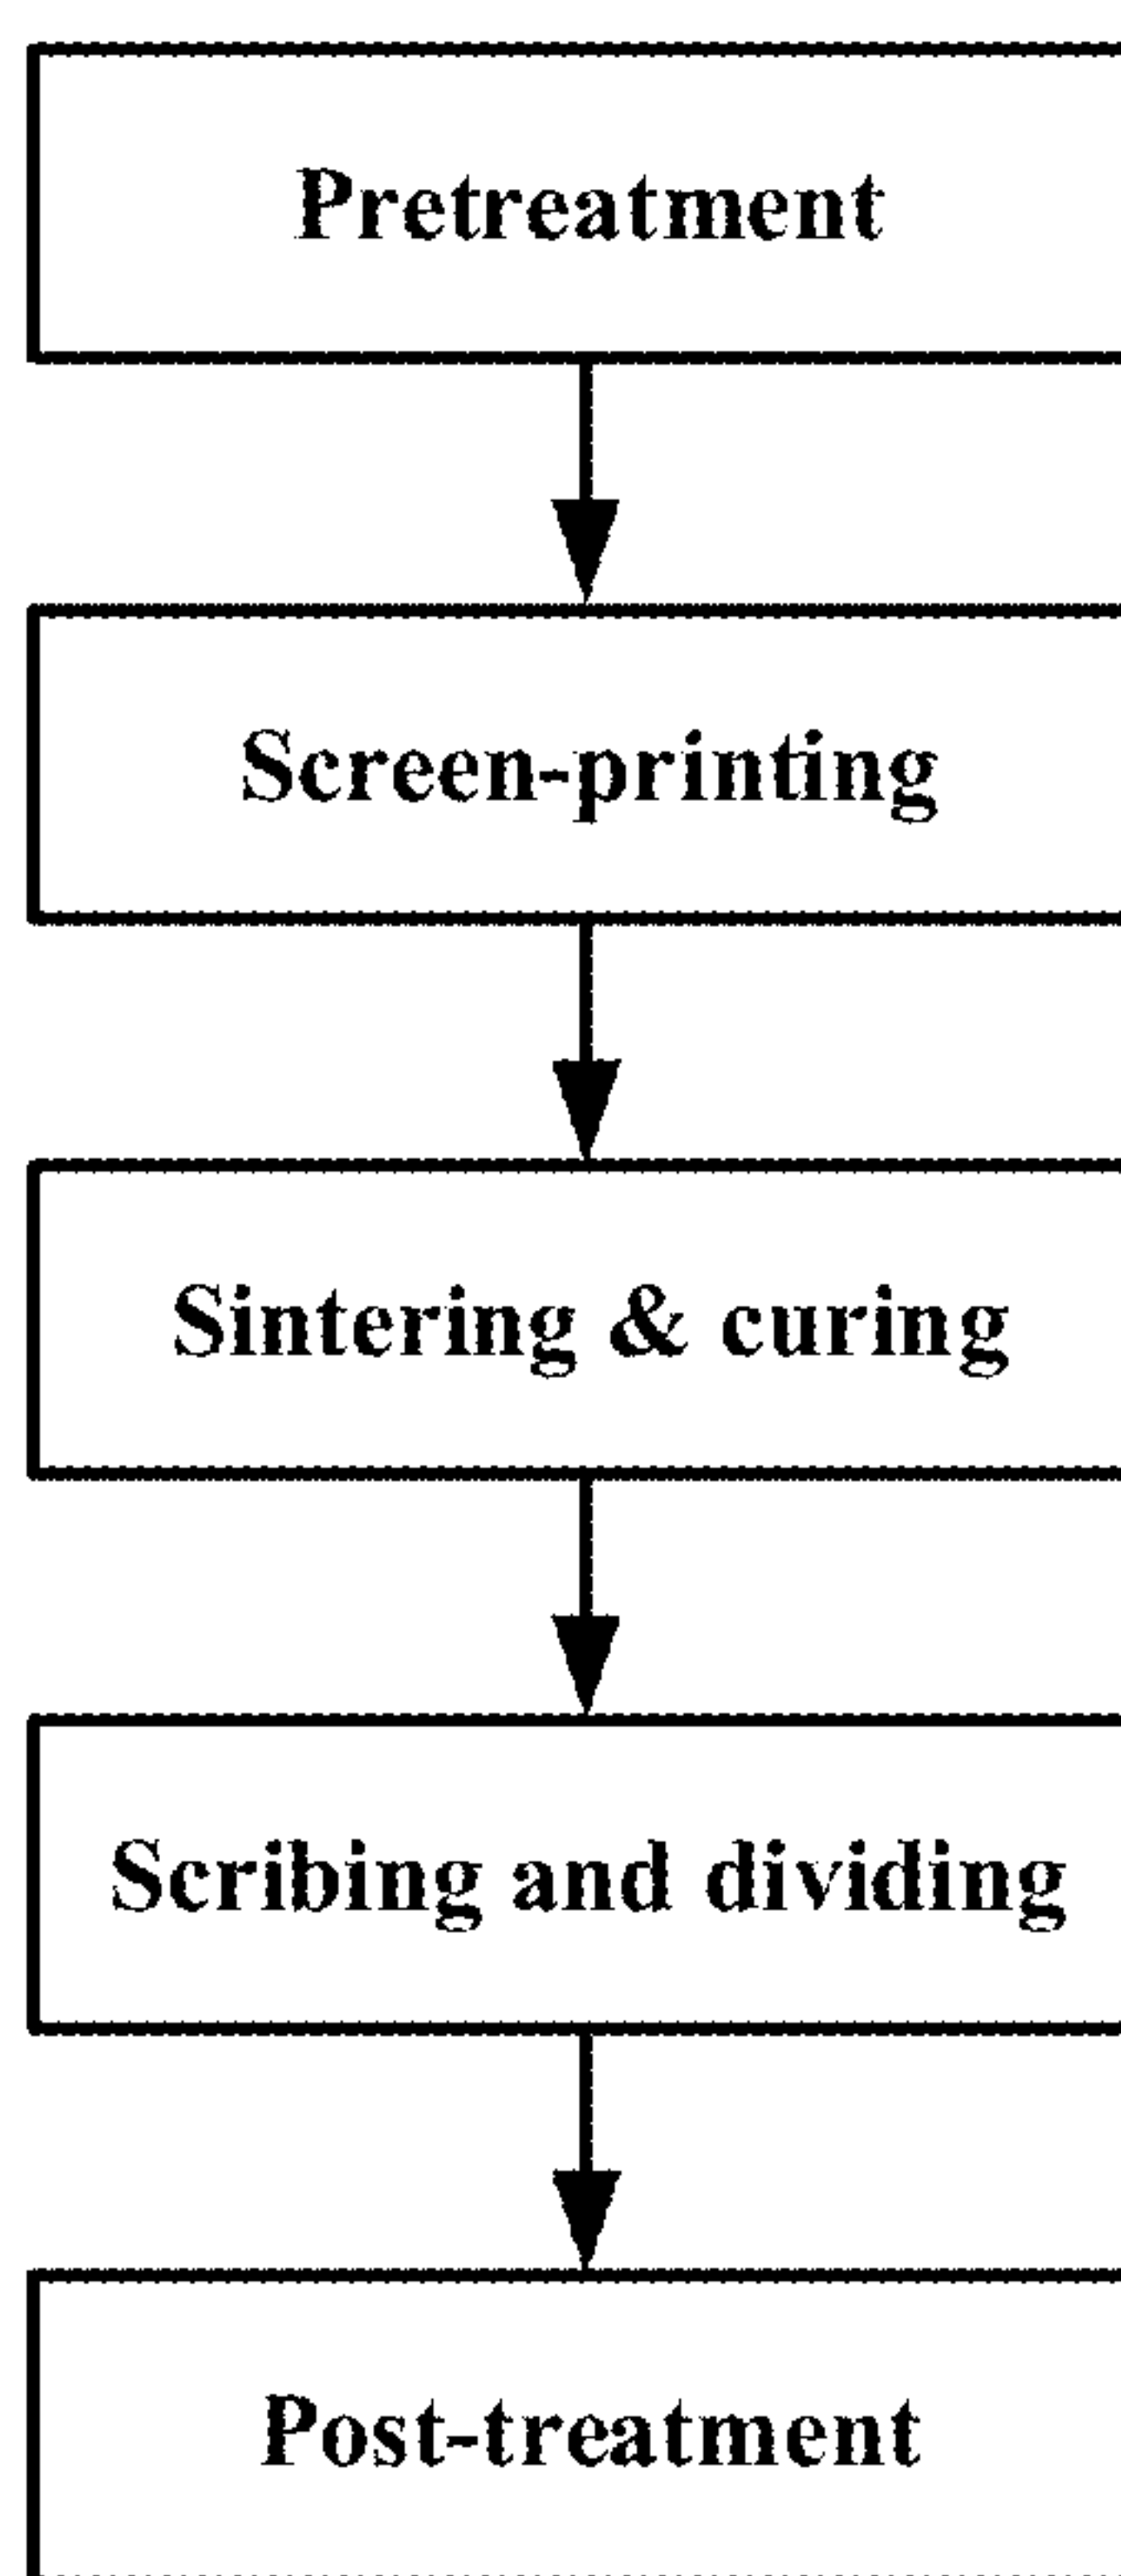 Pretreatment
Screen-printing
Sintering & curing
Scribing and dividing
Post-treatment